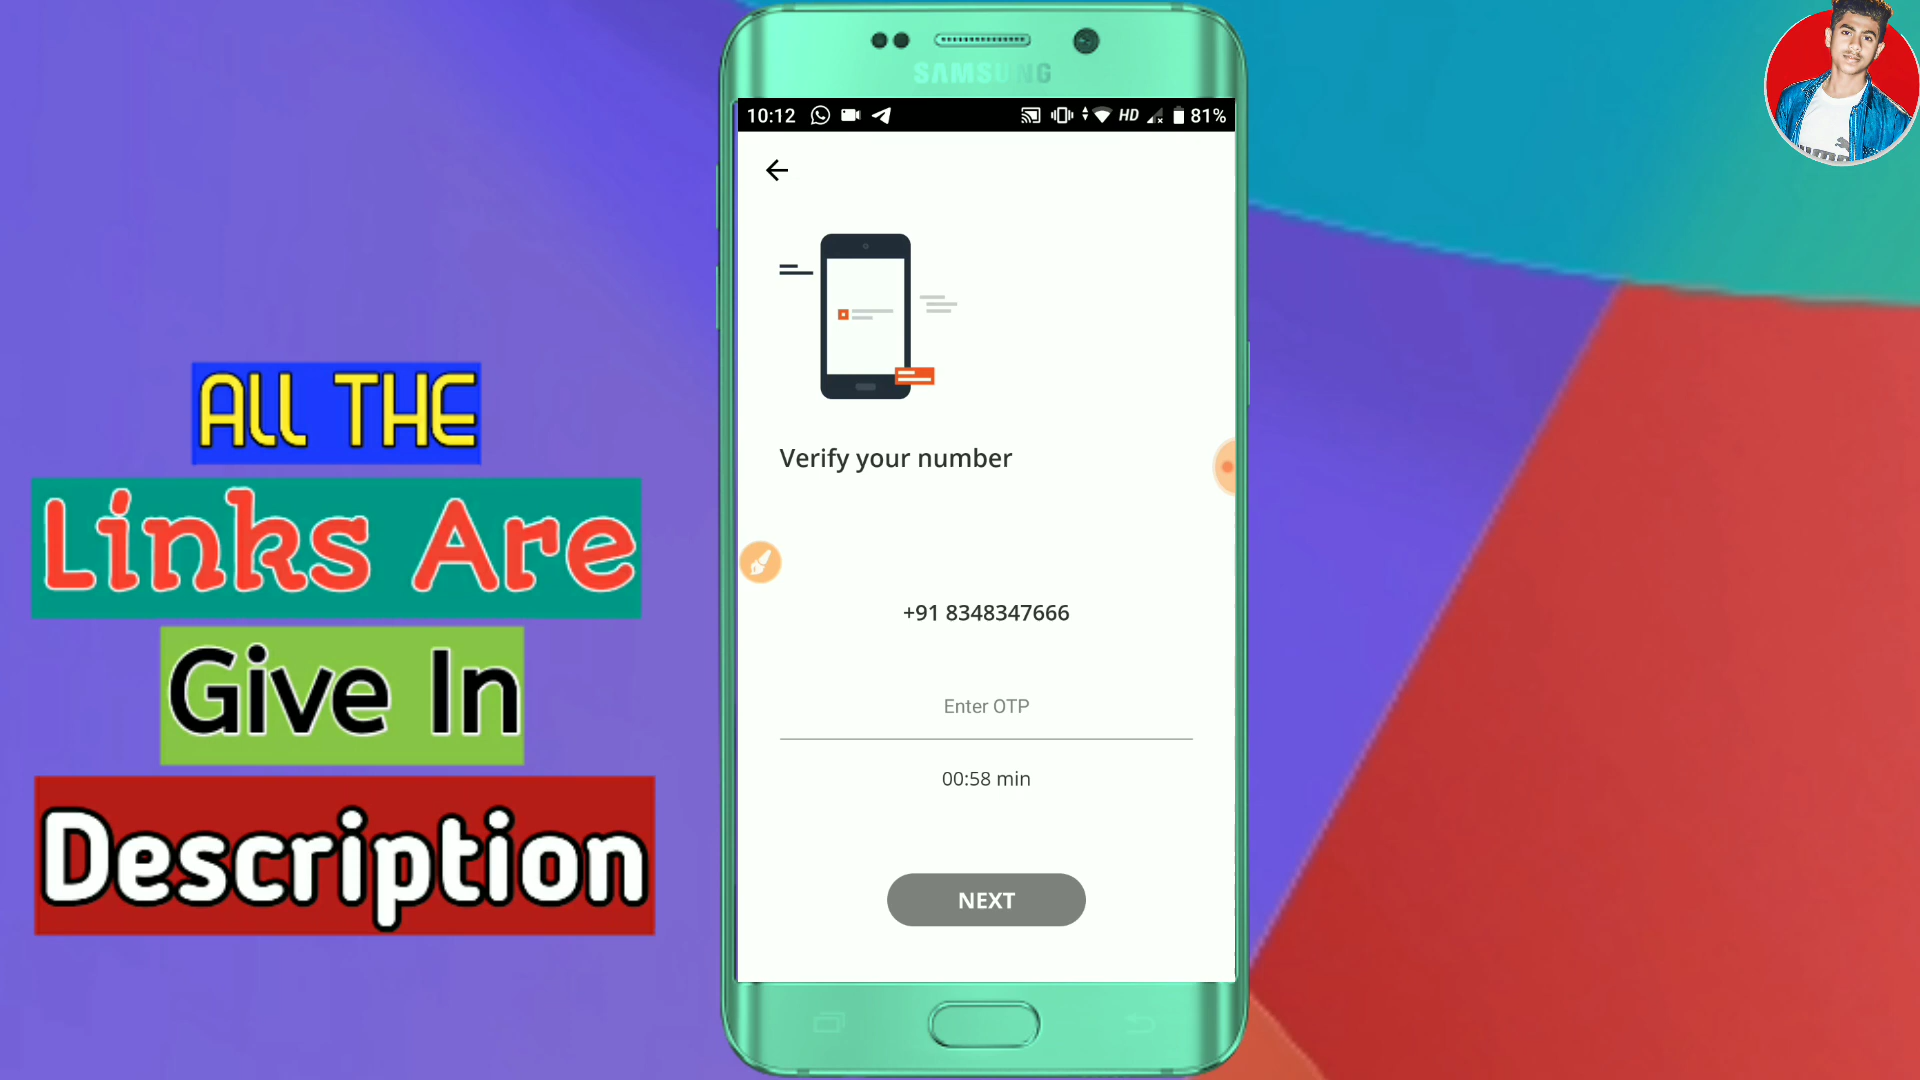 SAMSUNG
10:12 HD 81%
Verify your number
+91 8348347666
Enter OTP
00:58 min
NEXT
ALL THE
Links Are
Give In
Description
PUMA